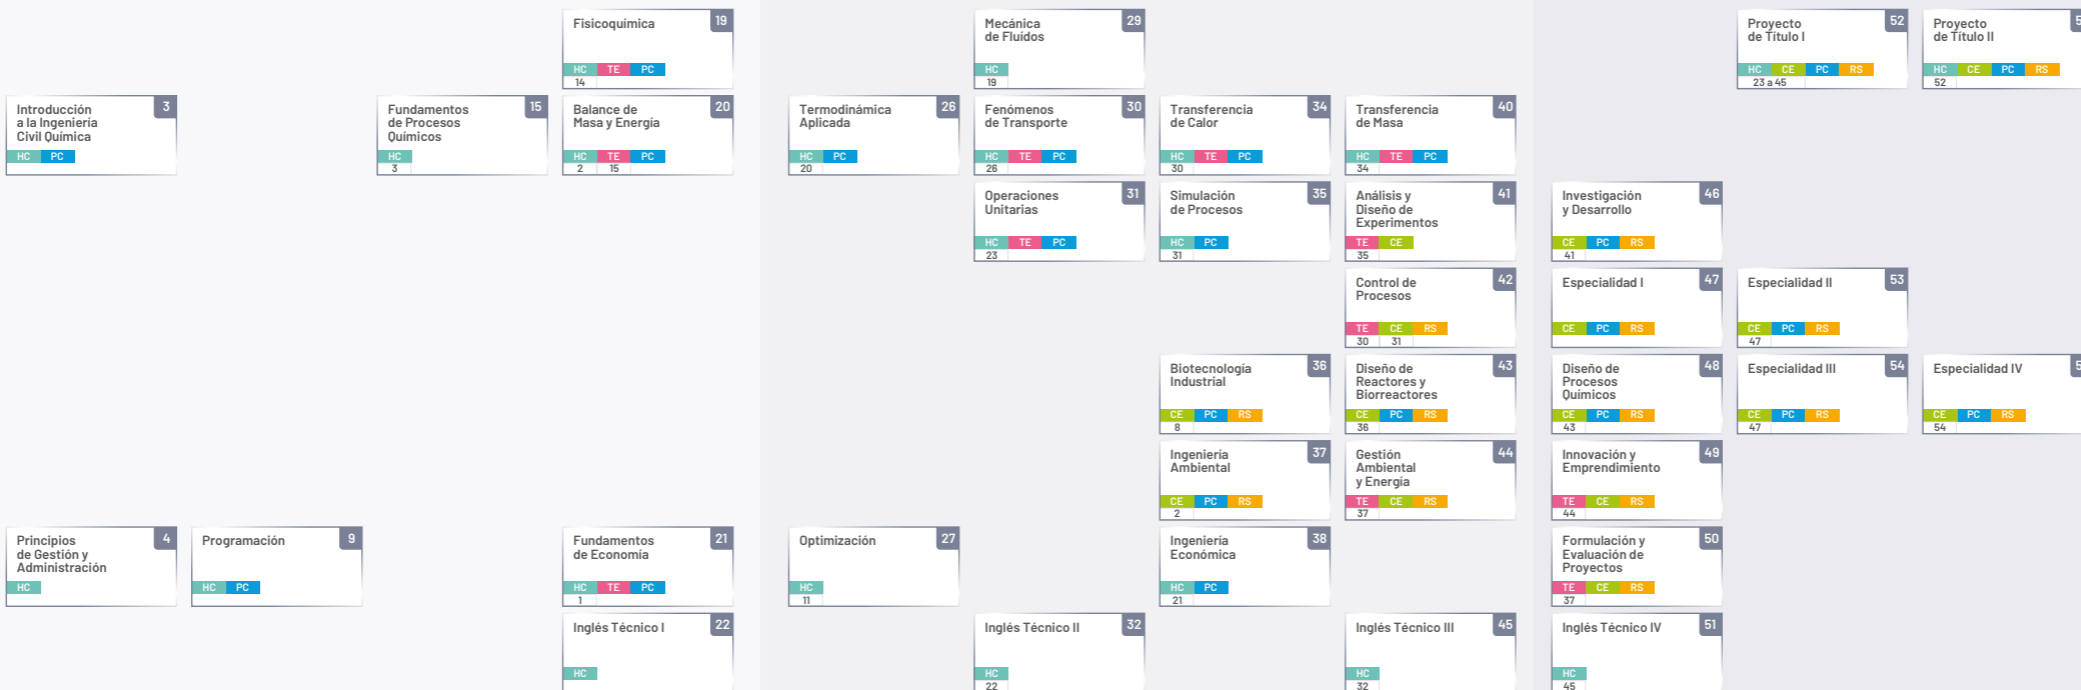 Fisicoquímica 19
HC TE PC
14
Mecánica 29
de Fluídos
HC
19
Proyecto 52
de Título I
HC CE PC RS
23 a 45
Proyecto
de Título II
HC CE PC RS
52
Introducción 3
a la Ingeniería
Civil Química
HC PC
Fundamentos 15
de Procesos
Químicos
HC
3
Balance de 20
Masa y Energía
HC TE PC
2 15
Termodinámica 26
Aplicada
HC PC
20
Fenómenos 30
de Transporte
HC TE PC
26
Transferencia 34
de Calor
HC TE PC
30
Transferencia 40
de Masa
HC TE PC
34
Operaciones 31
Unitarias
HC TE PC
23
Simulación 35
de Procesos
HC PC
31
Análisis y 41
Diseño de
Experimentos
TE CE
35
Investigación 46
y Desarrollo
CE PC RS
41
Control de 42
Procesos
TE CE RS
30 31
Especialidad I 47
CE PC RS
Especialidad II 53
CE PC RS
47
Biotecnología 36
Industrial
CE PC RS
8
Diseño de 43
Reactores y
Biorreactores
CE PC RS
36
Diseño de 48
Procesos
Químicos
CE PC RS
43
Especialidad III 54
CE PC RS
47
Especialidad IV
CE PC RS
54
Ingeniería 37
Ambiental
CE PC RS
2
Gestión 44
Ambiental
y Energía
TE CE RS
37
Innovación y 49
Emprendimiento
TE CE RS
44
Principios 4
de Gestión y
Administración
HC
Programación 9
HC PC
Fundamentos 21
de Economía
HC TE PC
1
Optimización 27
HC
11
Ingeniería 38
Económica
HC PC
21
Formulación y 50
Evaluación de
Proyectos
TE CE RS
37
Inglés Técnico I 22
HC
Inglés Técnico II 32
HC
22
Inglés Técnico III 45
HC
32
Inglés Técnico IV 51
HC
45